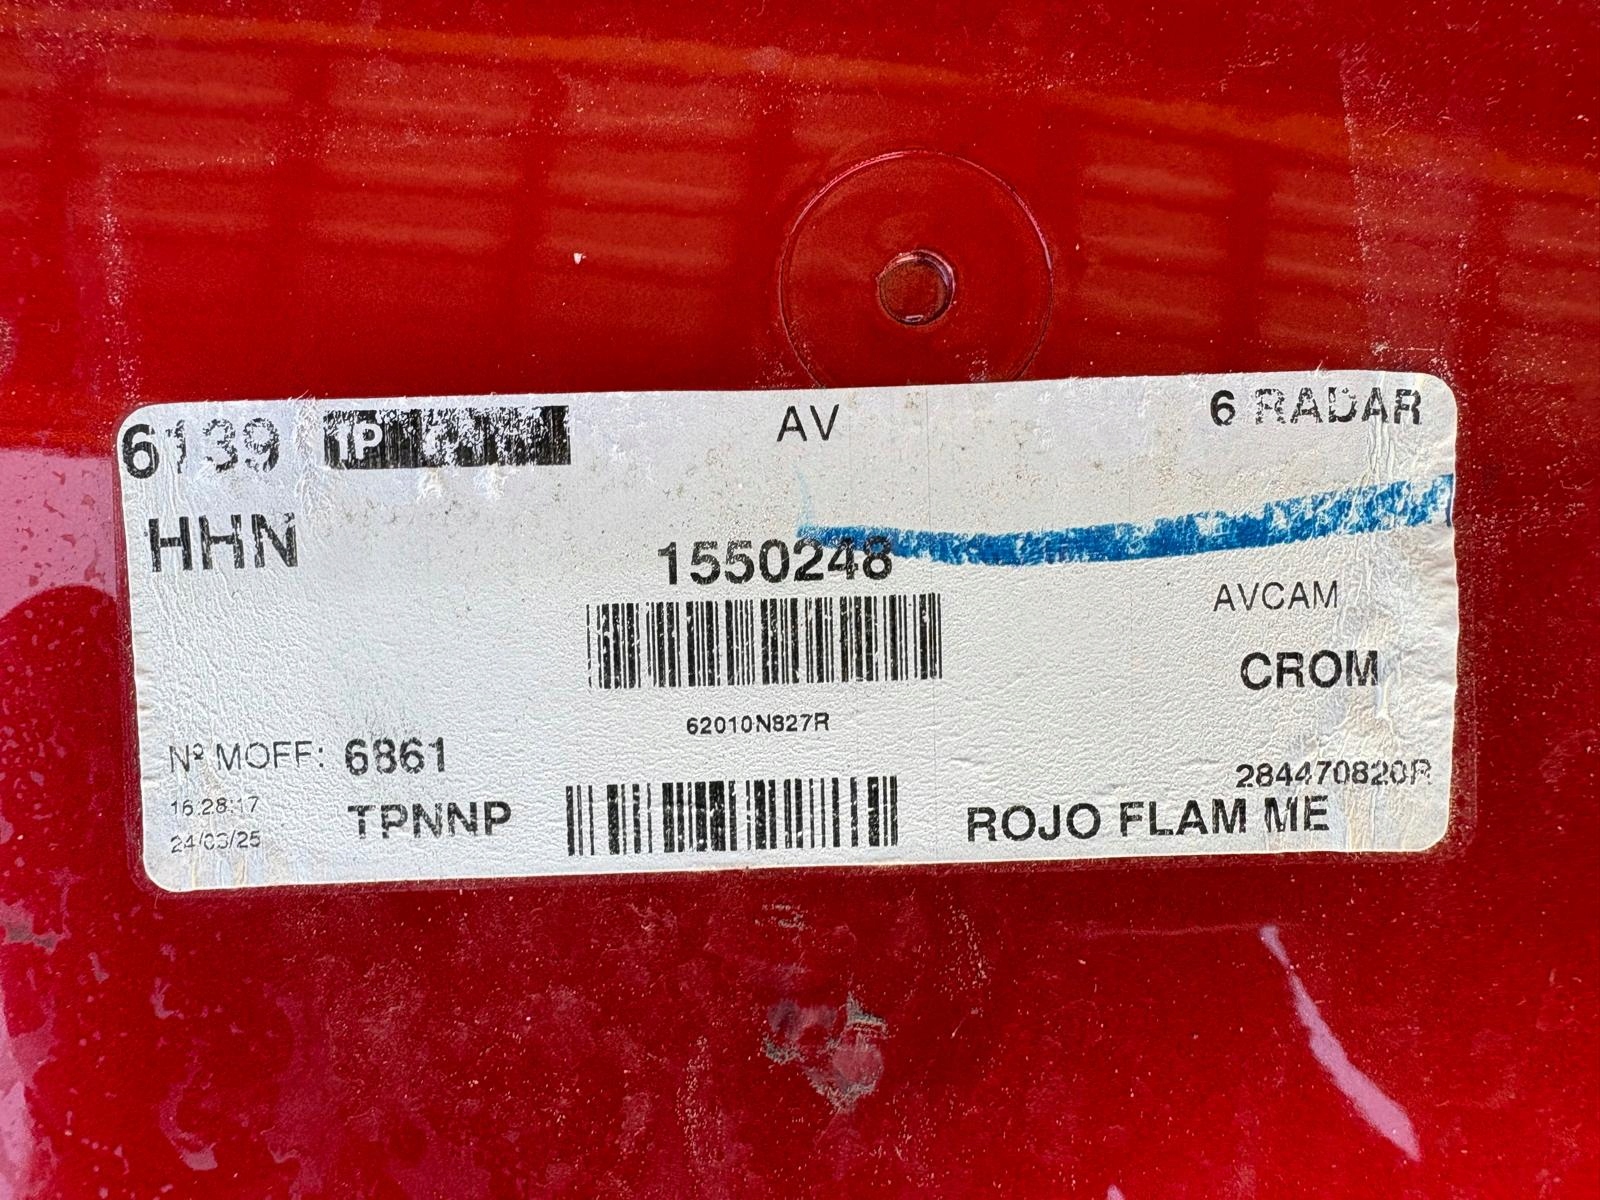 6139 TP
AV
6 RADAR
HHN
1550248
AVCAM
CROM
62010N827R
Nº MOFF: 6861
284470820R
16:28:17
TPNNP
ROJO FLAM ME
24/03/25